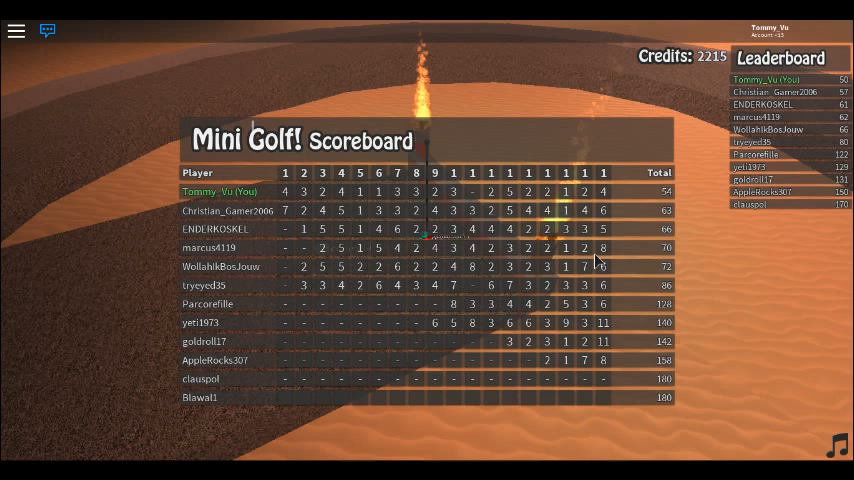 Tommy_Vu
Account <13
Credits: 2215
Leaderboard
Tommy_Vu (You) 50
Christian_Gamer2006 57
ENDERKOSKEL 61
marcus4119 62
WollahIkBosJouw 66
tryeyed35 80
Parcorefille 122
yeti1973 129
goldroll17 131
AppleRocks307 150
clauspol 170
Mini Golf! Scoreboard
Player 1 2 3 4 5 6 7 8 9 1 1 1 1 1 1 1 1 1 Total
Tommy_Vu (You) 4 3 2 4 1 1 3 3 2 3 - 2 5 2 2 1 2 4 54
Christian_Gamer2006 7 2 4 5 1 3 3 2 4 3 3 2 5 4 4 1 4 6 63
ENDERKOSKEL - 1 5 5 1 4 6 2 2 3 4 4 4 2 2 3 3 5 66
marcus4119 - - 2 5 1 5 4 2 4 3 4 2 3 2 2 1 2 8 70
WollahIkBosJouw - 2 5 5 2 2 6 2 2 4 8 2 3 2 3 1 7 6 72
tryeyed35 - 3 3 4 2 6 4 3 4 7 - 6 7 3 2 3 3 6 86
Parcorefille - - - - - - - - - 8 3 3 4 4 2 5 3 6 128
yeti1973 - - - - - - - - 6 5 8 3 6 6 3 9 3 11 140
goldroll17 - - - - - - - - - - - - 3 2 3 1 2 11 142
AppleRocks307 - - - - - - - - - - - - - - 2 1 7 8 158
clauspol - - - - - - - - - - - - - - - - - - 180
Blawal1 180